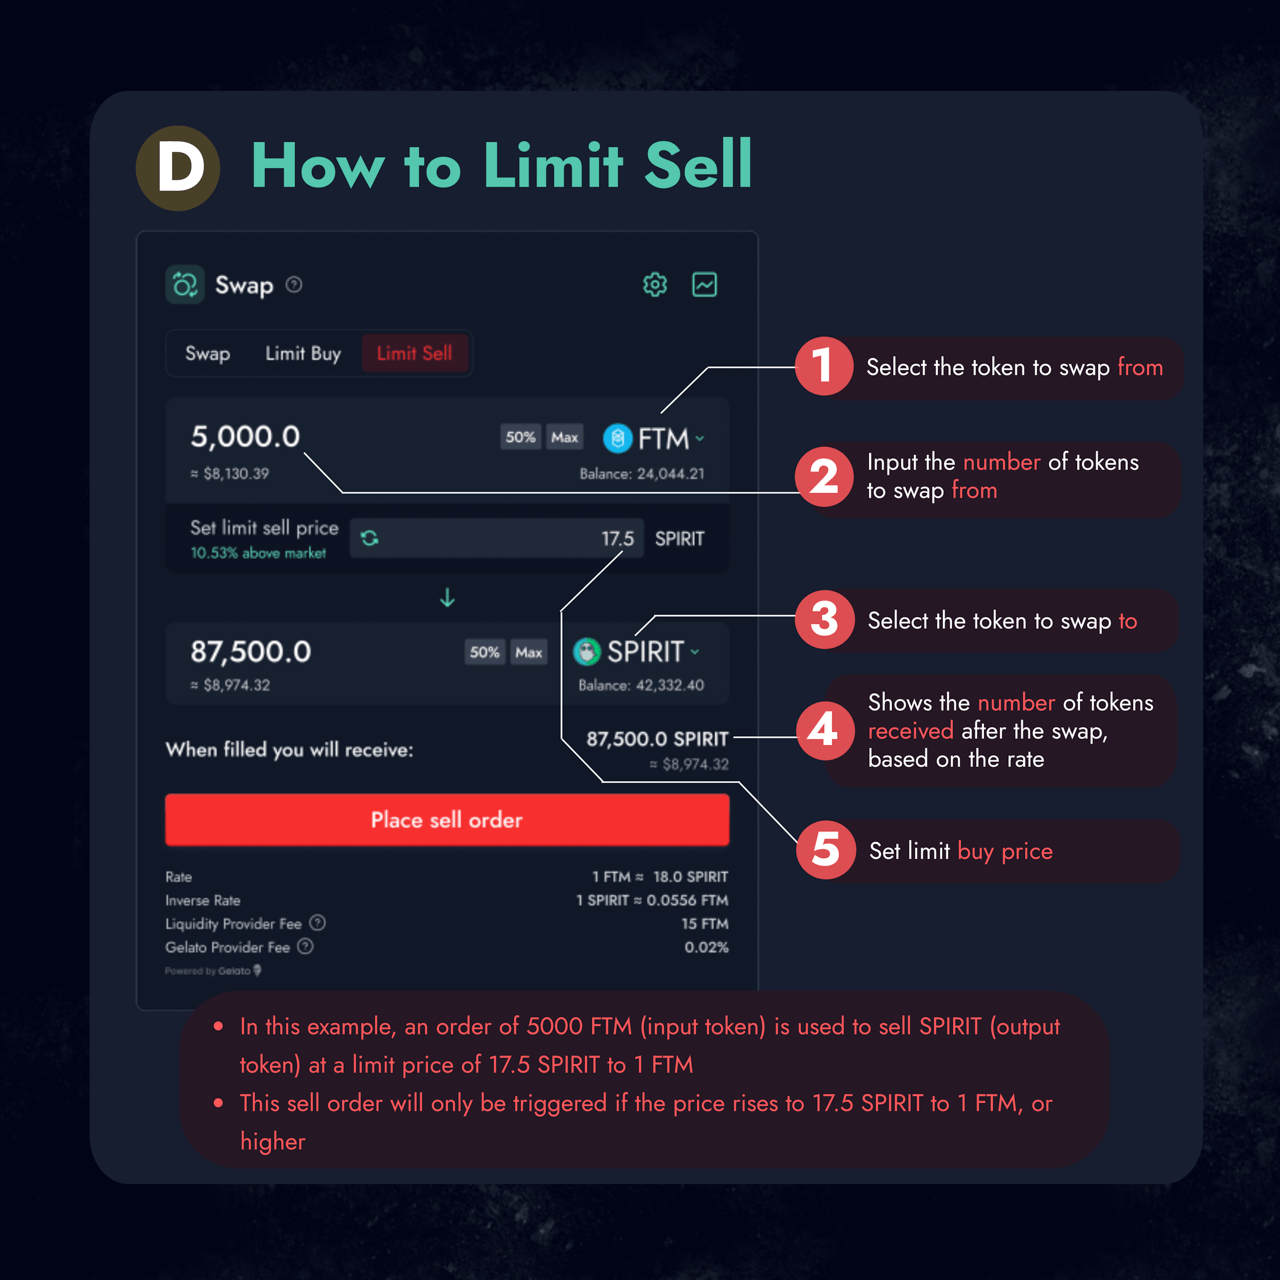 D How to Limit Sell
Swap ?
Swap Limit Buy Limit Sell
5,000.0 50% Max FTM
≈ $8,130.39 Balance: 24,044.21
Set limit sell price 17.5 SPIRIT
10.53% above market
87,500.0 50% Max SPIRIT
≈ $8,974.32 Balance: 42,332.40
When filled you will receive: 87,500.0 SPIRIT
≈ $8,974.32
Place sell order
Rate 1 FTM ≈ 18.0 SPIRIT
Inverse Rate 1 SPIRIT ≈ 0.0556 FTM
Liquidity Provider Fee ? 15 FTM
Gelato Provider Fee ? 0.02%
Powered by Gelato
1 Select the token to swap from
2 Input the number of tokens
to swap from
3 Select the token to swap to
4 Shows the number of tokens
received after the swap,
based on the rate
5 Set limit buy price
• In this example, an order of 5000 FTM (input token) is used to sell SPIRIT (output
token) at a limit price of 17.5 SPIRIT to 1 FTM
• This sell order will only be triggered if the price rises to 17.5 SPIRIT to 1 FTM, or
higher